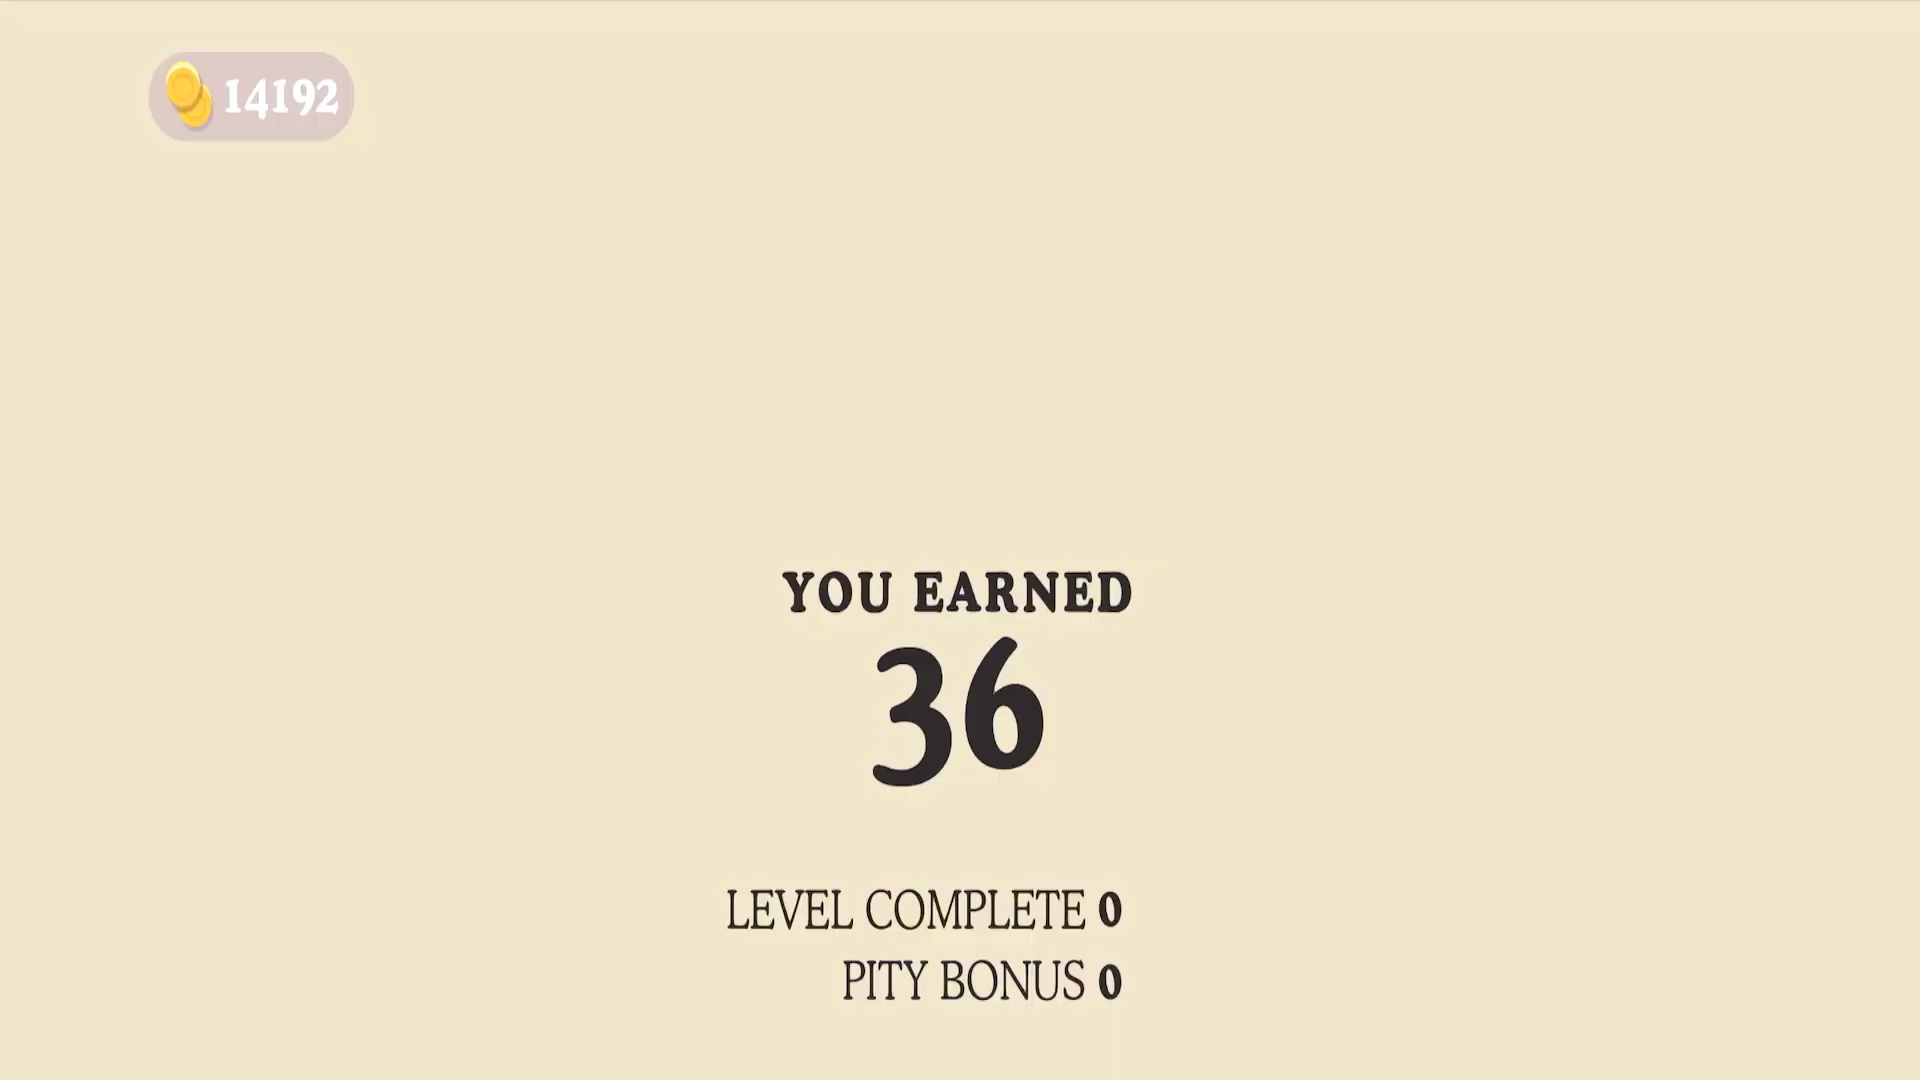 14192
YOU EARNED
36
LEVEL COMPLETE 0
PITY BONUS 0